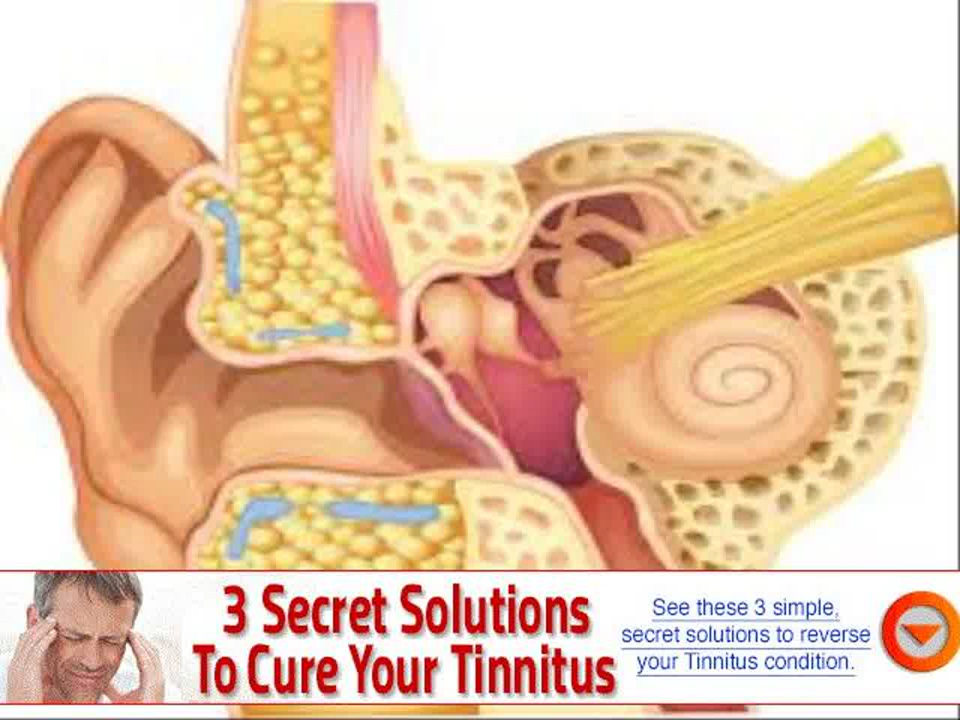 3 Secret Solutions
To Cure Your Tinnitus
See these 3 simple,
secret solutions to reverse
your Tinnitus condition.